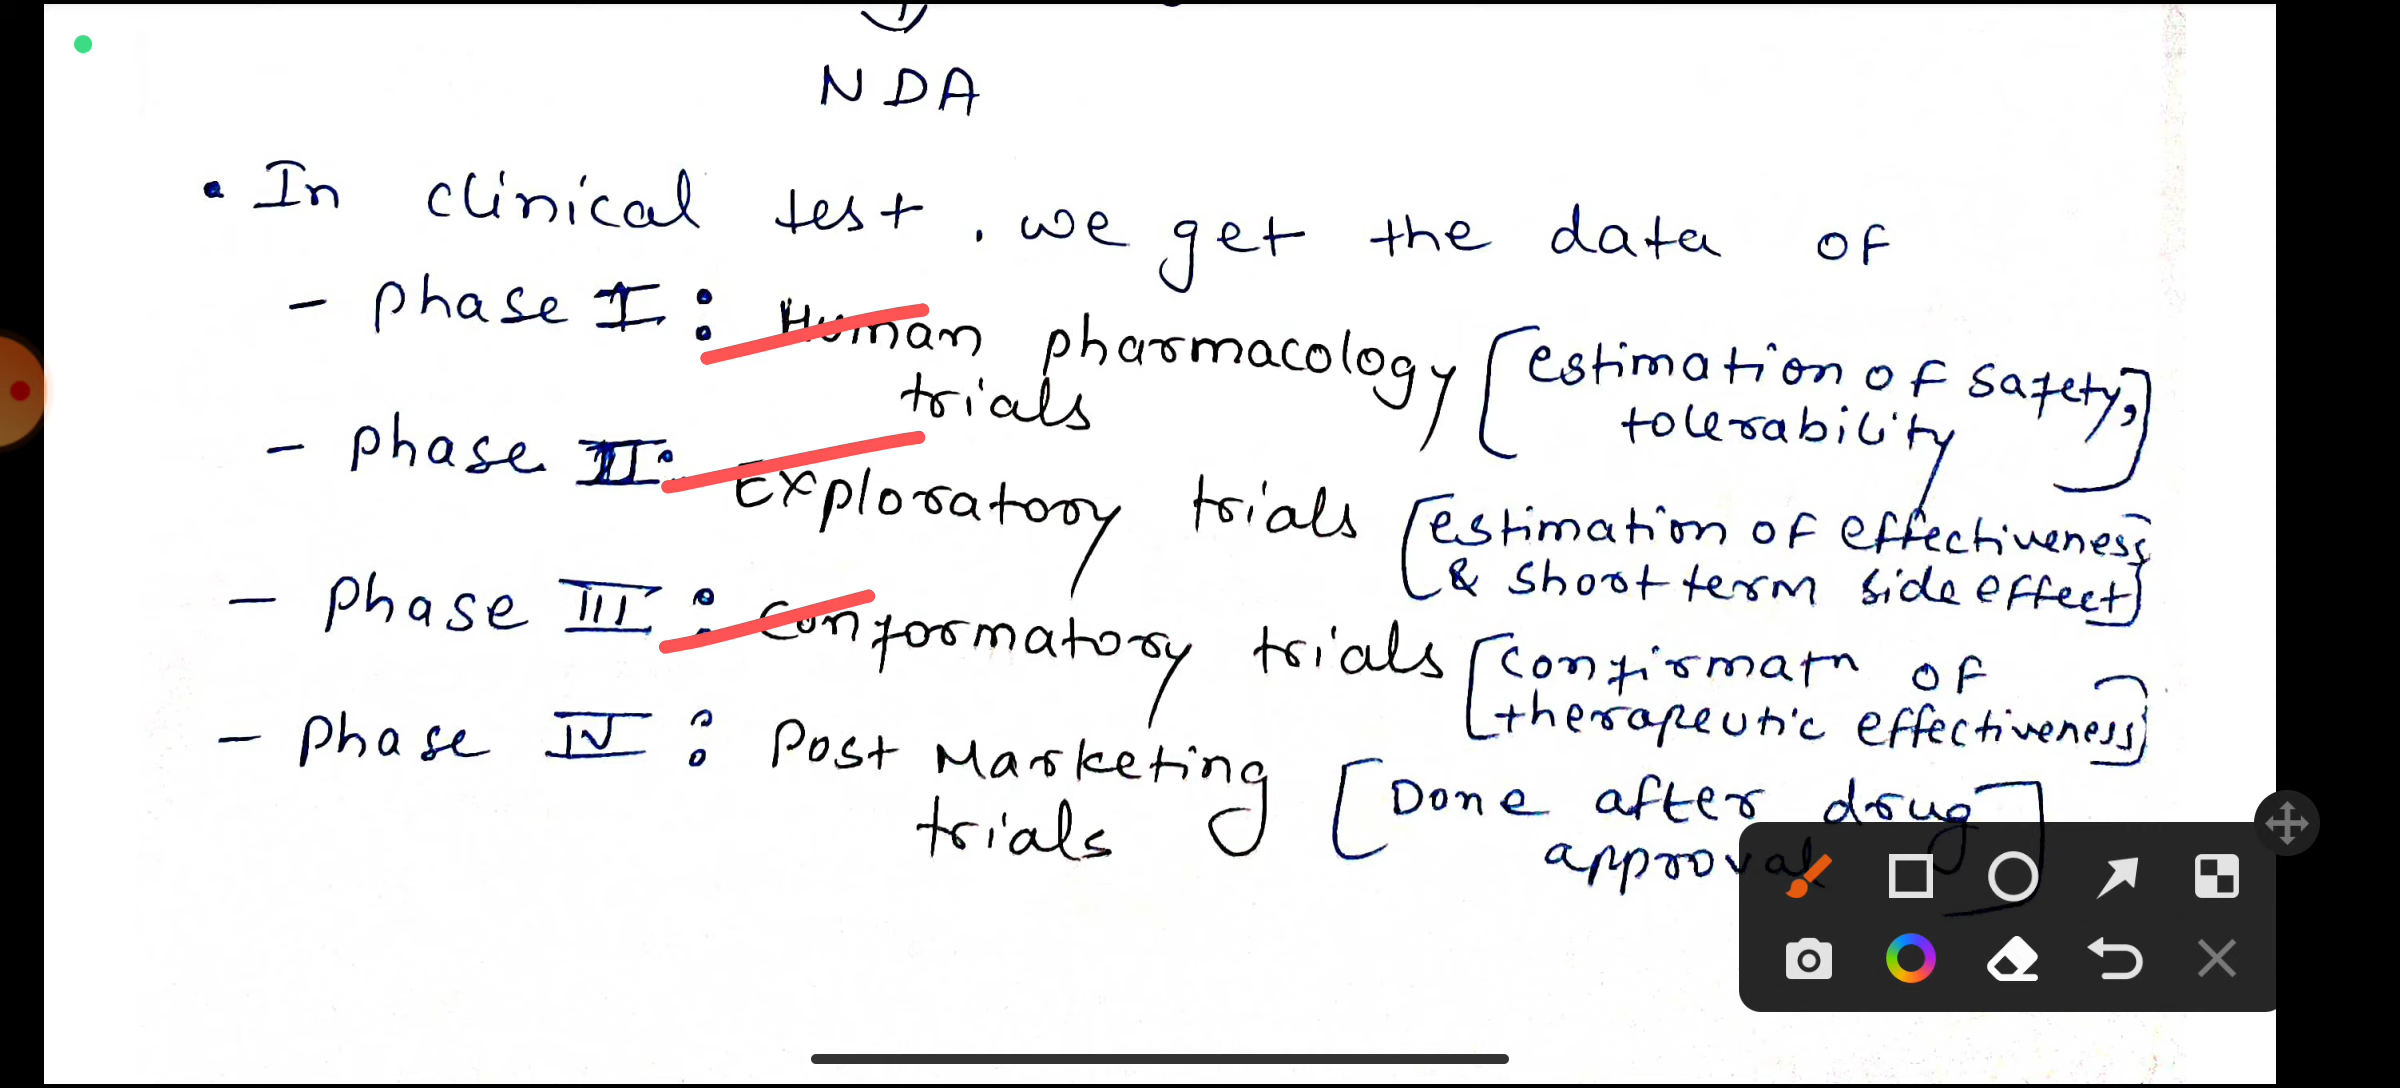 NDA
• In clinical test, we get the data of
- Phase I : Human pharmacology trials [estimation of safety, tolerability]
- Phase II : Exploratory trials [estimation of effectiveness & short term side effect]
- Phase III : Conformatory trials [confirmatn of therapeutic effectiveness]
- Phase IV : Post Marketing trials [Done after drug approval]